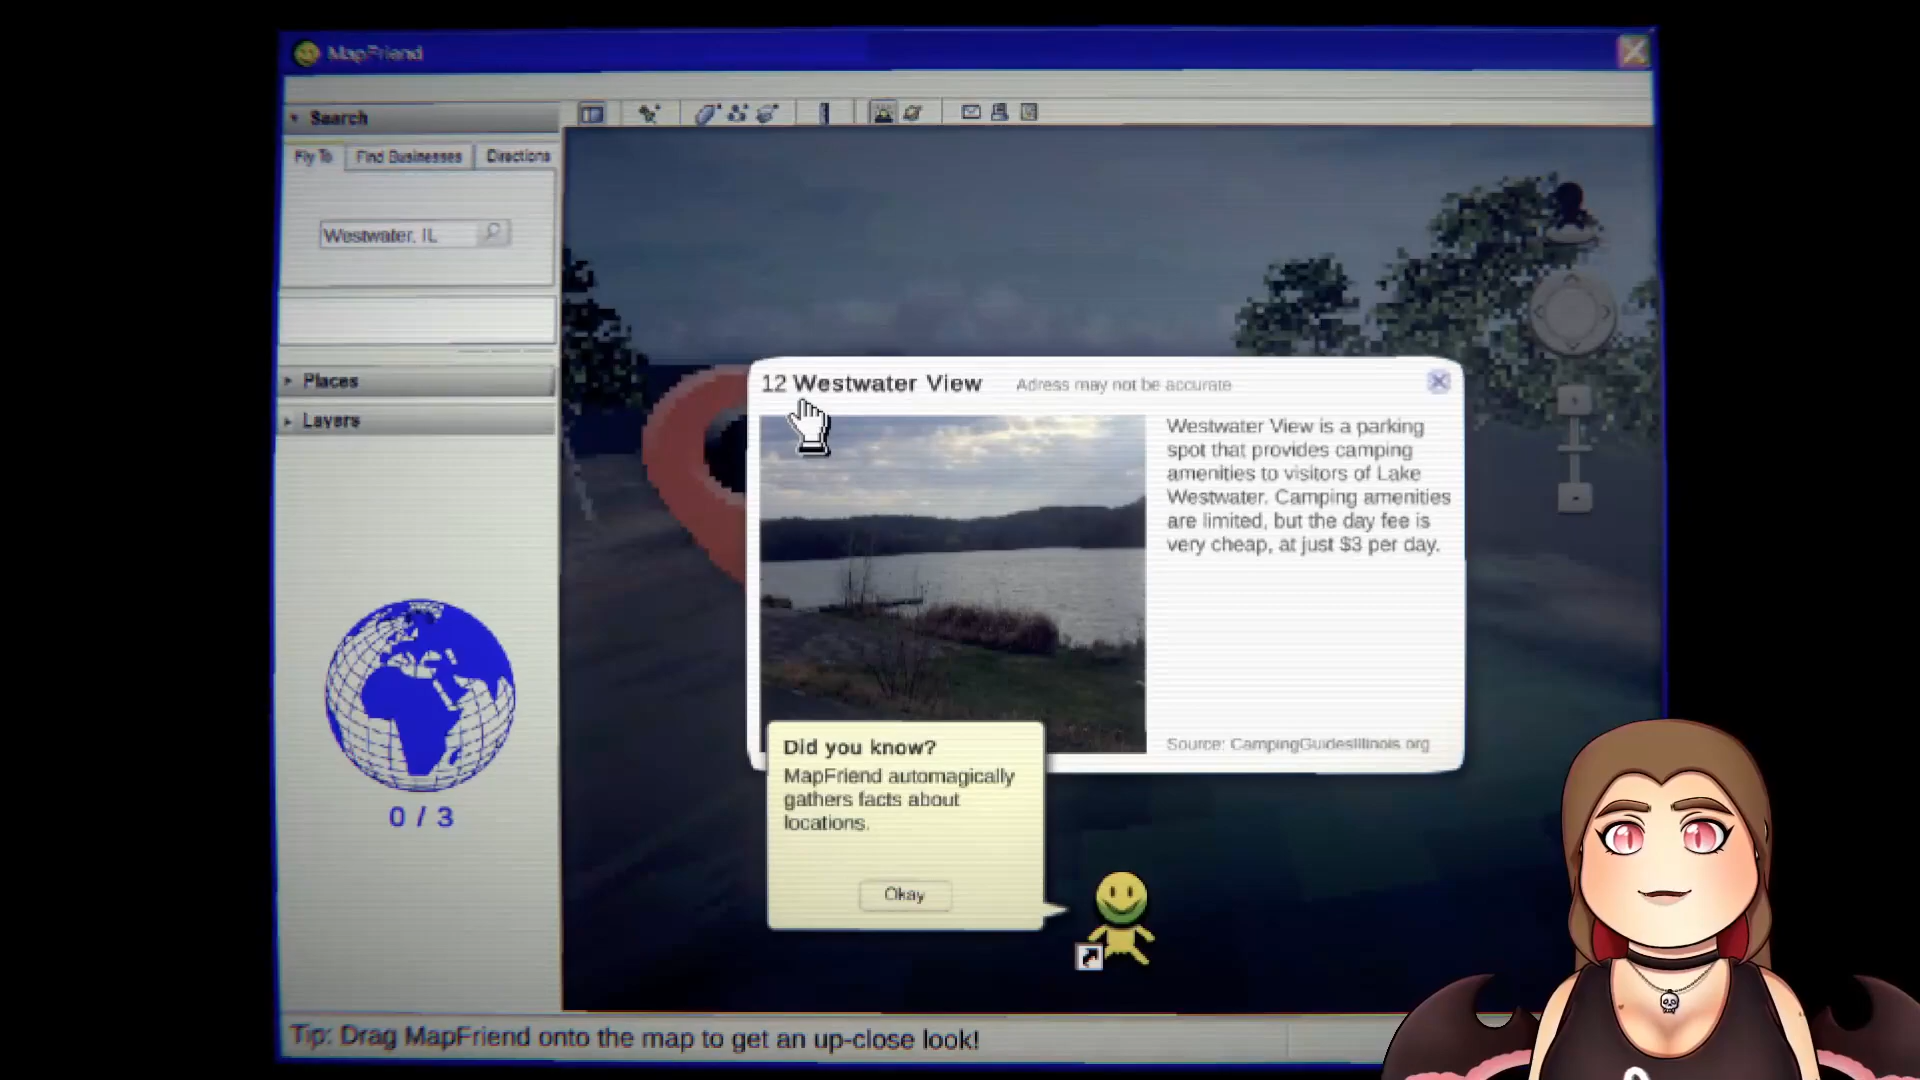 MapFriend
Search
Fly To
Find Businesses
Directions
Westwater, IL
Places
Layers
0 / 3
12 Westwater View
Adress may not be accurate
Westwater View is a parking
spot that provides camping
amenities to visitors of Lake
Westwater. Camping amenities
are limited, but the day fee is
very cheap, at just $3 per day.
Source: CampingGuidesIllinois.org
Did you know?
MapFriend automagically
gathers facts about
locations.
Okay
Tip: Drag MapFriend onto the map to get an up-close look!